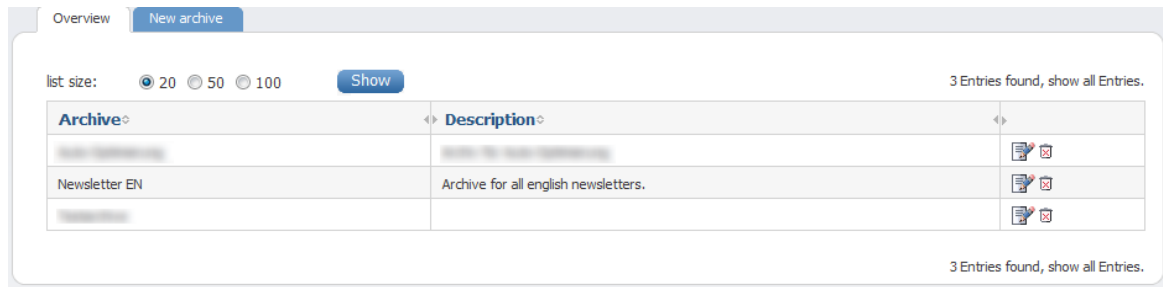 Overview New archive
list size: 20 50 100 Show 3 Entries found, show all Entries.
Archive Description
Newsletter EN Archive for all english newsletters.
3 Entries found, show all Entries.